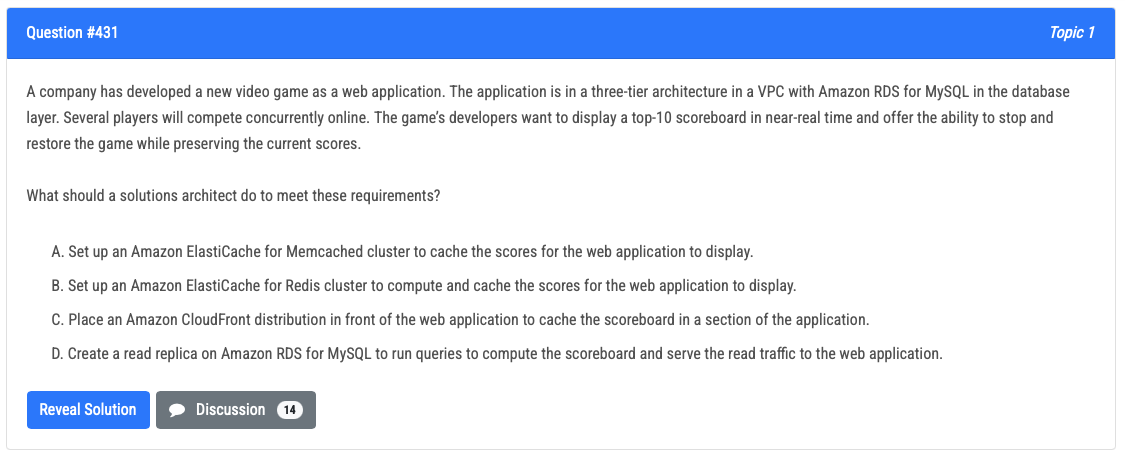 Question #431
Topic 1
A company has developed a new video game as a web application. The application is in a three-tier architecture in a VPC with Amazon RDS for MySQL in the database
layer. Several players will compete concurrently online. The game's developers want to display a top-10 scoreboard in near-real time and offer the ability to stop and
restore the game while preserving the current scores.
What should a solutions architect do to meet these requirements?
A. Set up an Amazon ElastiCache for Memcached cluster to cache the scores for the web application to display.
B. Set up an Amazon ElastiCache for Redis cluster to compute and cache the scores for the web application to display.
C. Place an Amazon CloudFront distribution in front of the web application to cache the scoreboard in a section of the application.
D. Create a read replica on Amazon RDS for MySQL to run queries to compute the scoreboard and serve the read traffic to the web application.
Reveal Solution
Discussion 14